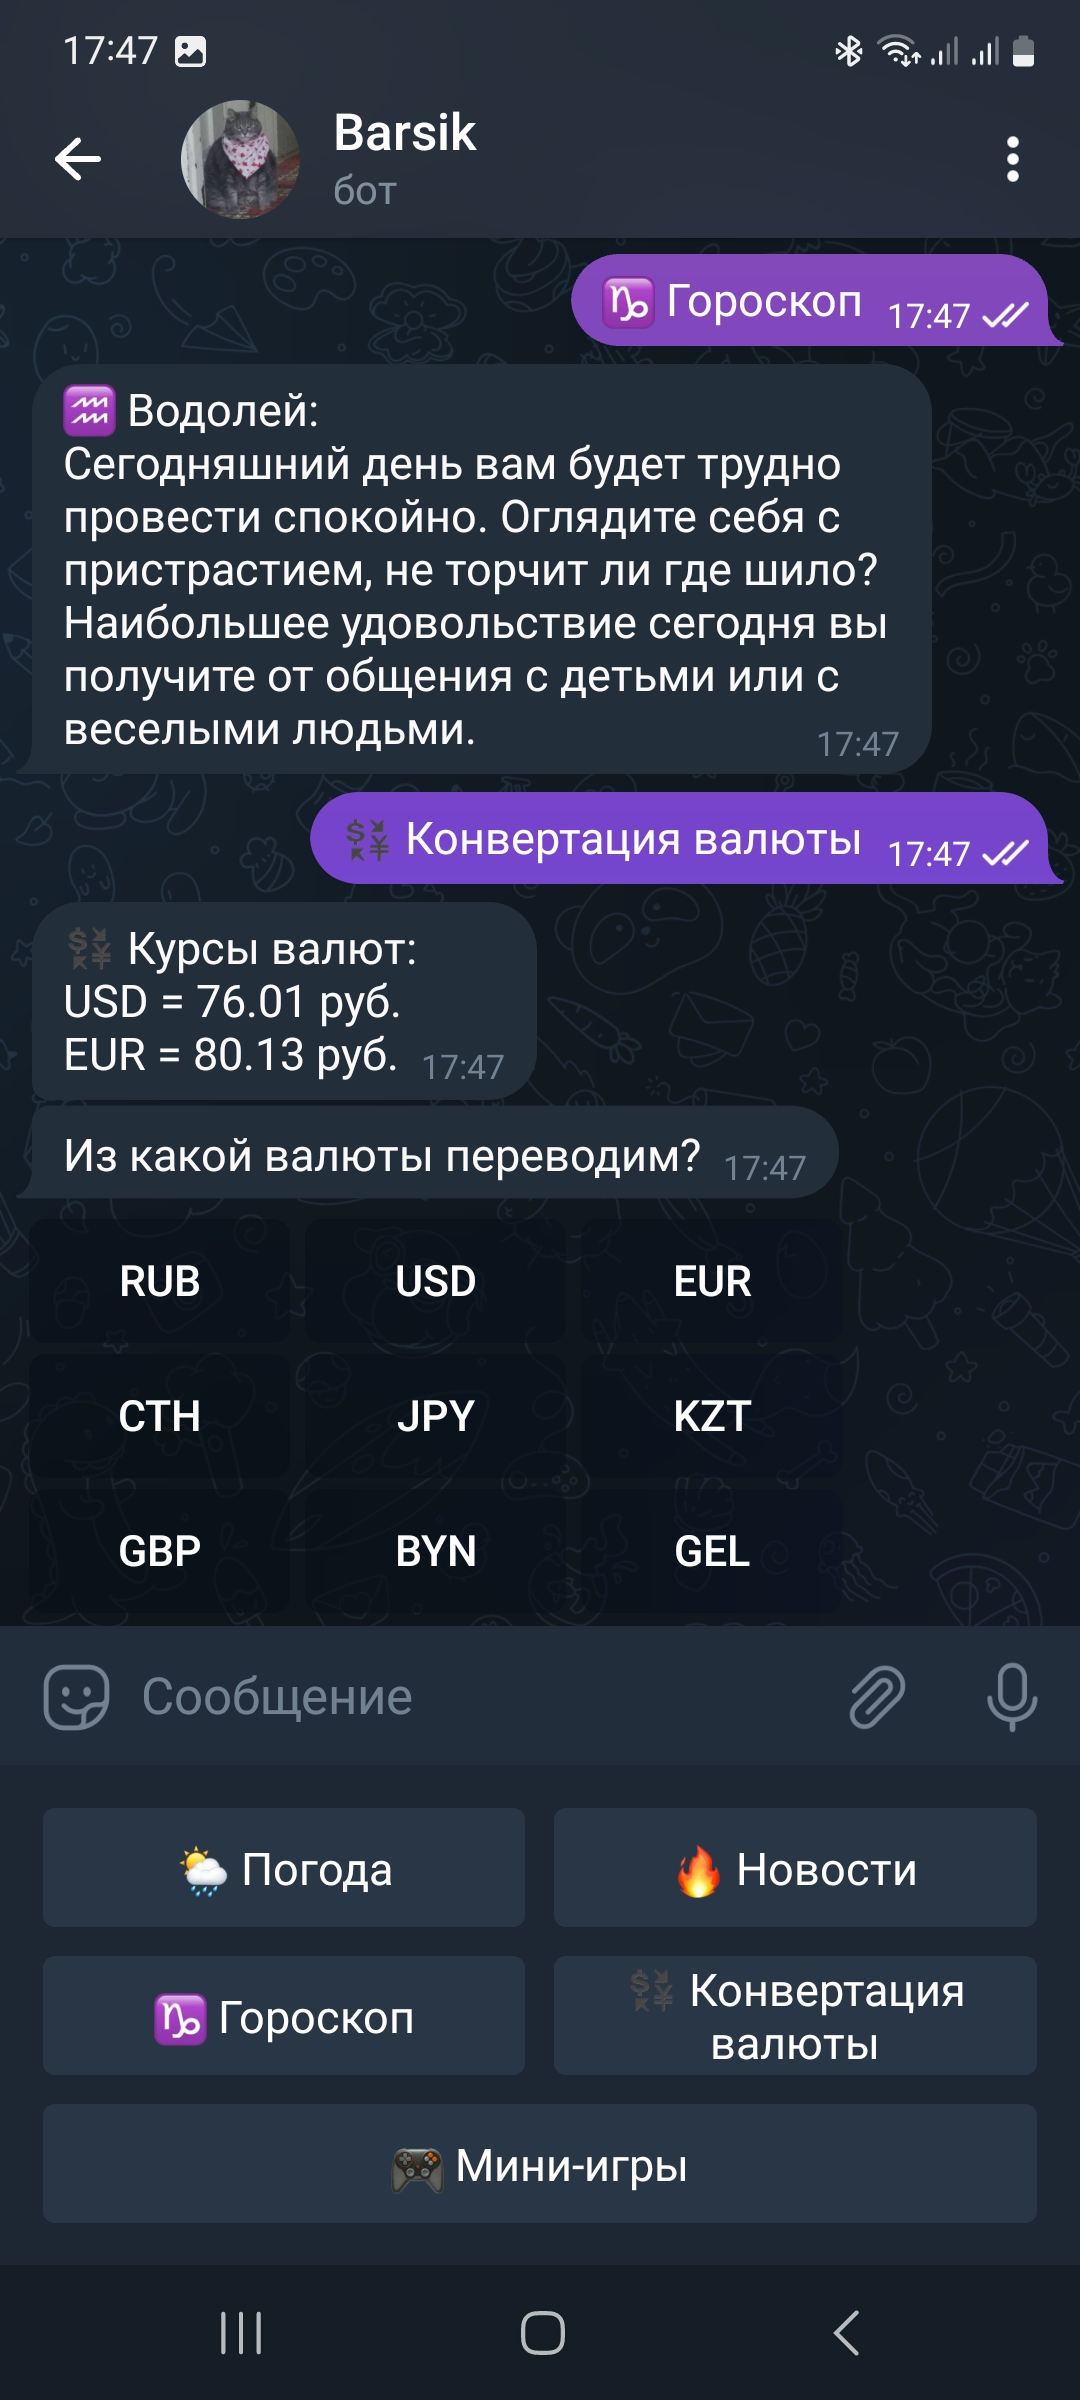 17:47
Barsik
бот
♑ Гороскоп 17:47
♒ Водолей:
Сегодняшний день вам будет трудно
провести спокойно. Оглядите себя с
пристрастием, не торчит ли где шило?
Наибольшее удовольствие сегодня вы
получите от общения с детьми или с
веселыми людьми. 17:47
💱 Конвертация валюты 17:47
💱 Курсы валют:
USD = 76.01 руб.
EUR = 80.13 руб. 17:47
Из какой валюты переводим? 17:47
RUB USD EUR
CTH JPY KZT
GBP BYN GEL
Сообщение
🌦 Погода 🔥 Новости
♑ Гороскоп 💱 Конвертация
валюты
🎮 Мини-игры